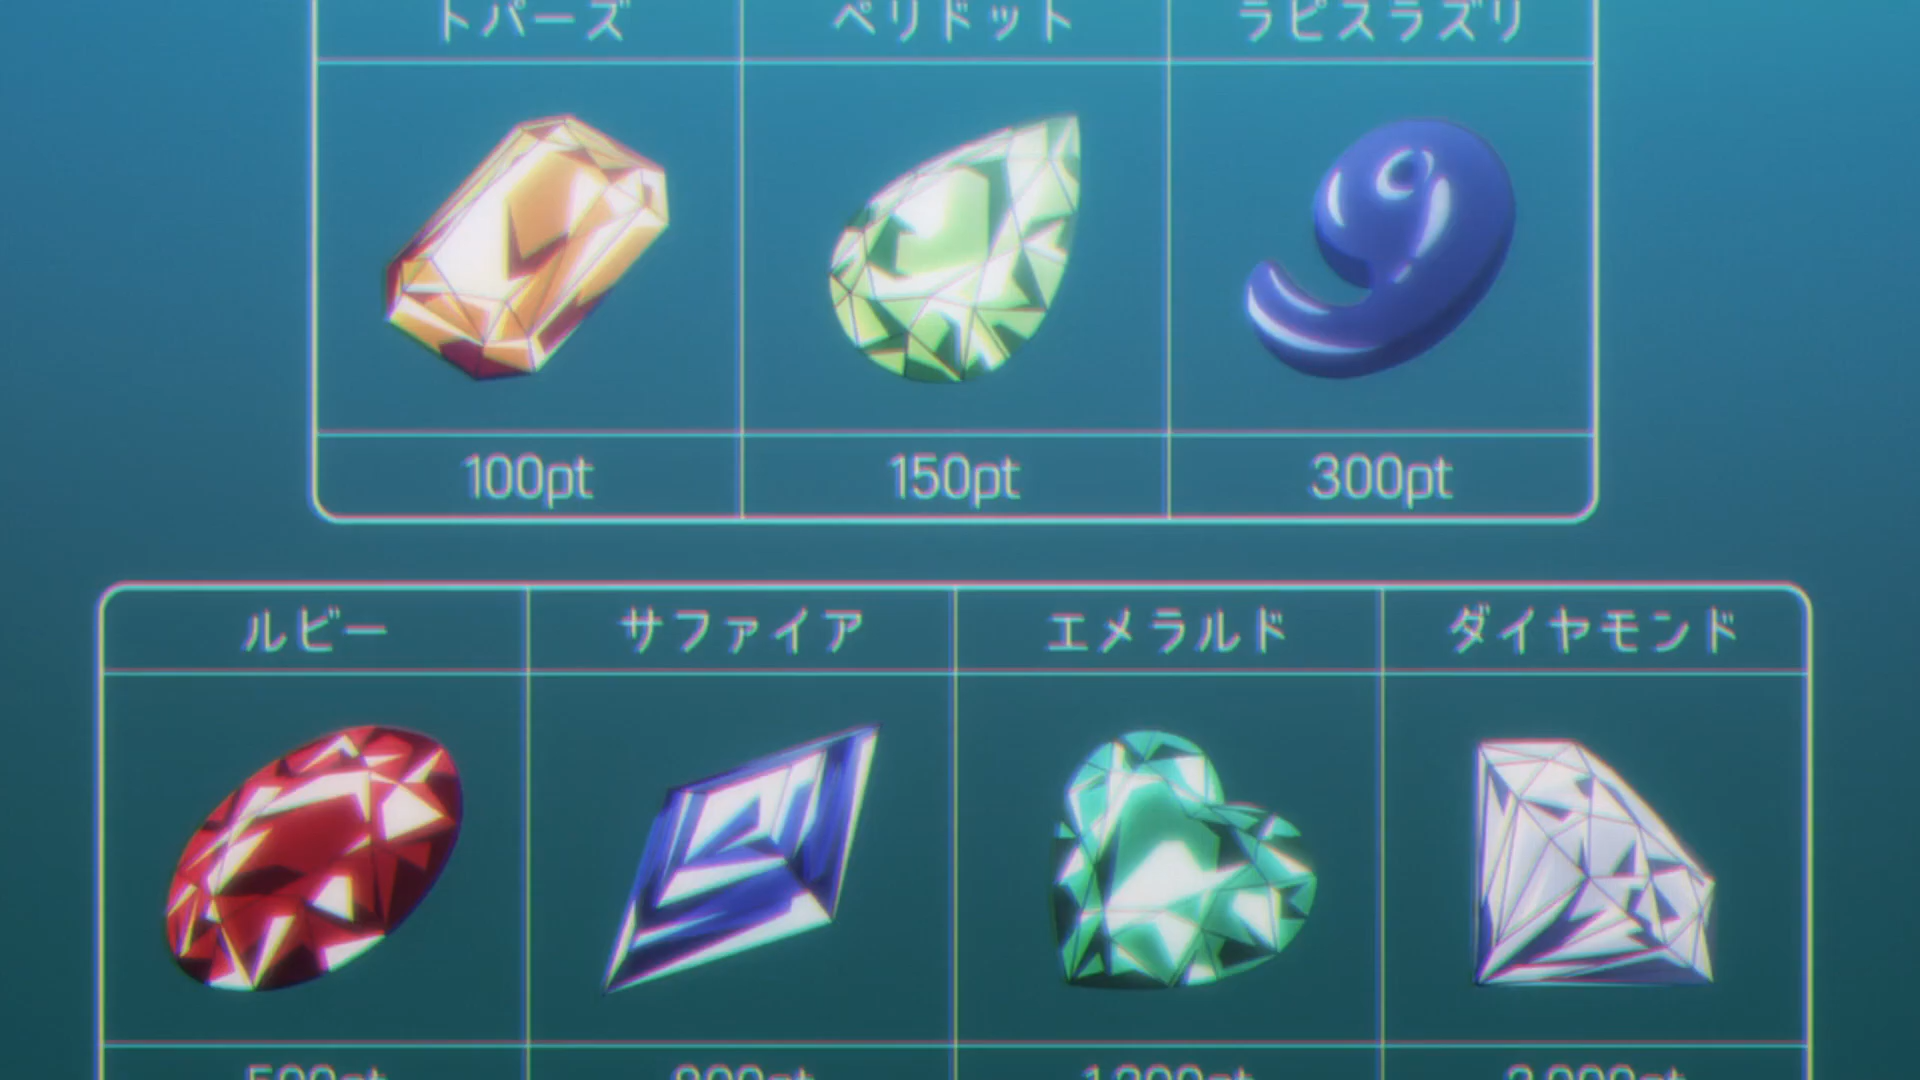 トパーズ ペリドット ラピスラズリ
100pt 150pt 300pt
ルビー サファイア エメラルド ダイヤモンド